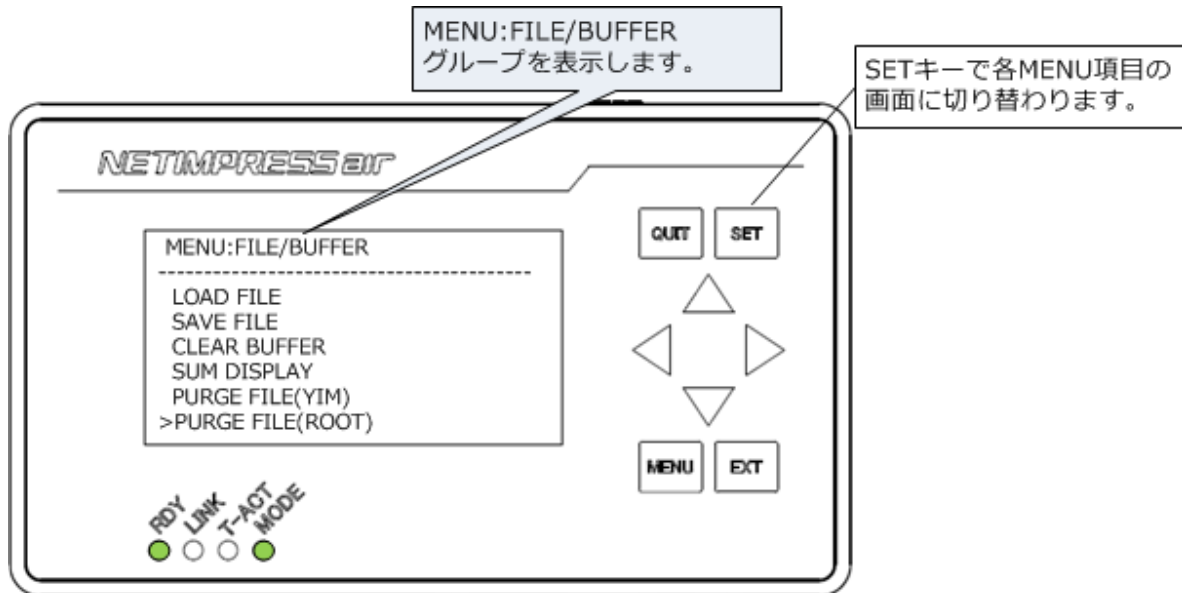 MENU:FILE/BUFFER
グループを表示します。
SETキーで各MENU項目の
画面に切り替わります。
NETIMPRESS air
QUIT SET
MENU:FILE/BUFFER
--------------------------------------
LOAD FILE
SAVE FILE
CLEAR BUFFER
SUM DISPLAY
PURGE FILE(YIM)
>PURGE FILE(ROOT)
MENU EXT
RDY LINK T-ACT MODE